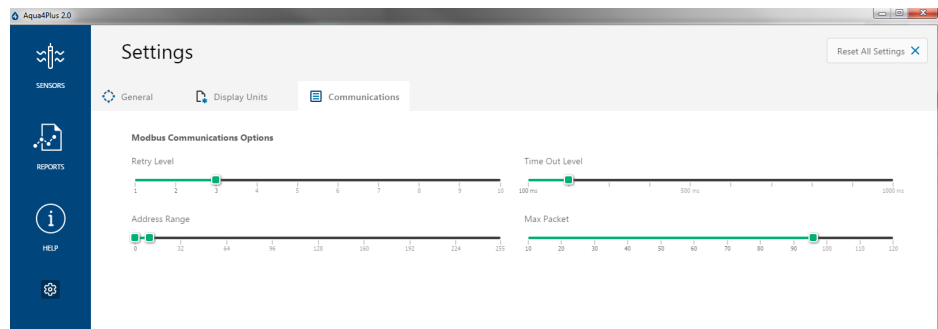 Aqua4Plus 2.0
Settings
Reset All Settings
SENSORS
General
Display Units
Communications
Modbus Communications Options
Retry Level
1 2 3 4 5 6 7 8 9 10
Time Out Level
100 ms 500 ms 1000 ms
REPORTS
Address Range
0 32 64 96 128 160 192 224 255
Max Packet
10 20 30 40 50 60 70 80 90 100 110 120
HELP